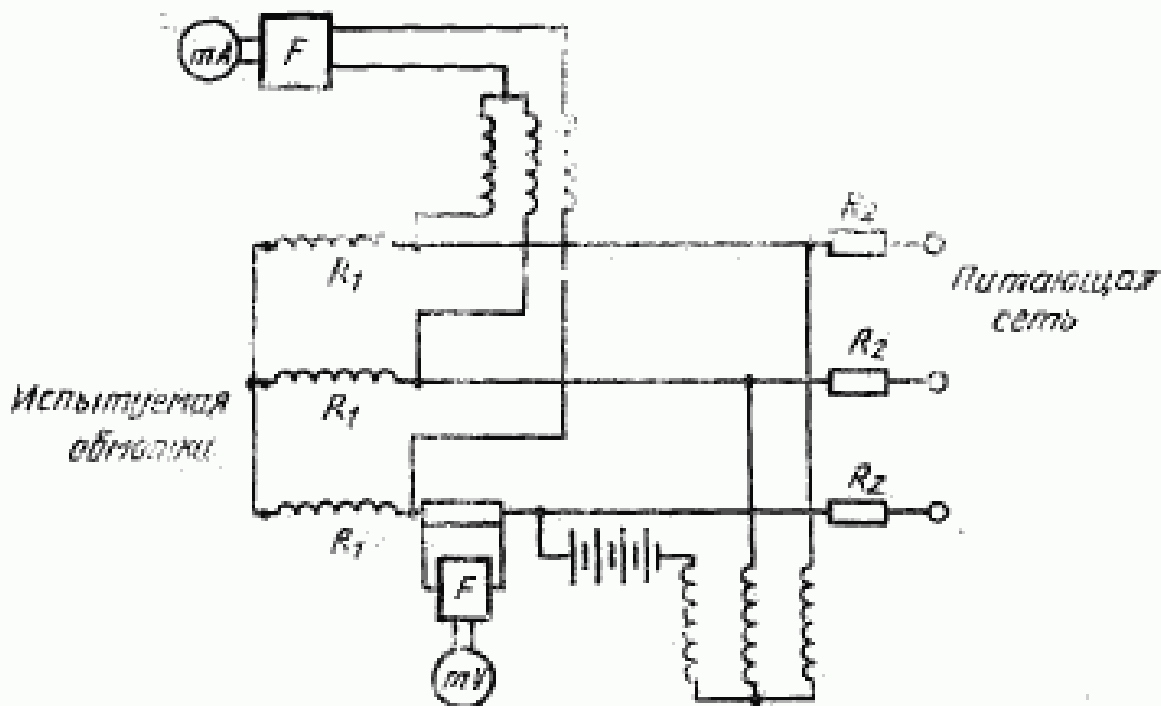 mA
F
R₂
R₁
Питающая
сеть
R₂
Испытуемая
R₁
обмотка
R₂
R₁
F
mV